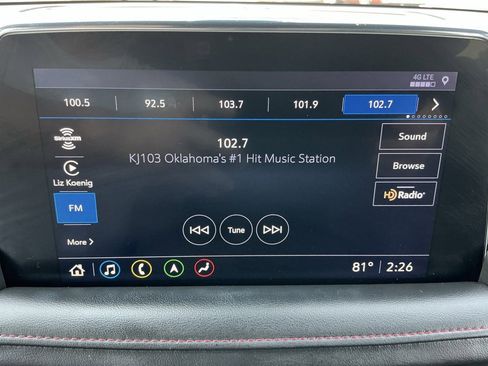 4G LTE
100.5 92.5 103.7 101.9 102.7
SiriusXM
102.7
Sound
KJ103 Oklahoma's #1 Hit Music Station
Browse
Liz Koenig
HD Radio
FM
Tune
More
81° 2:26